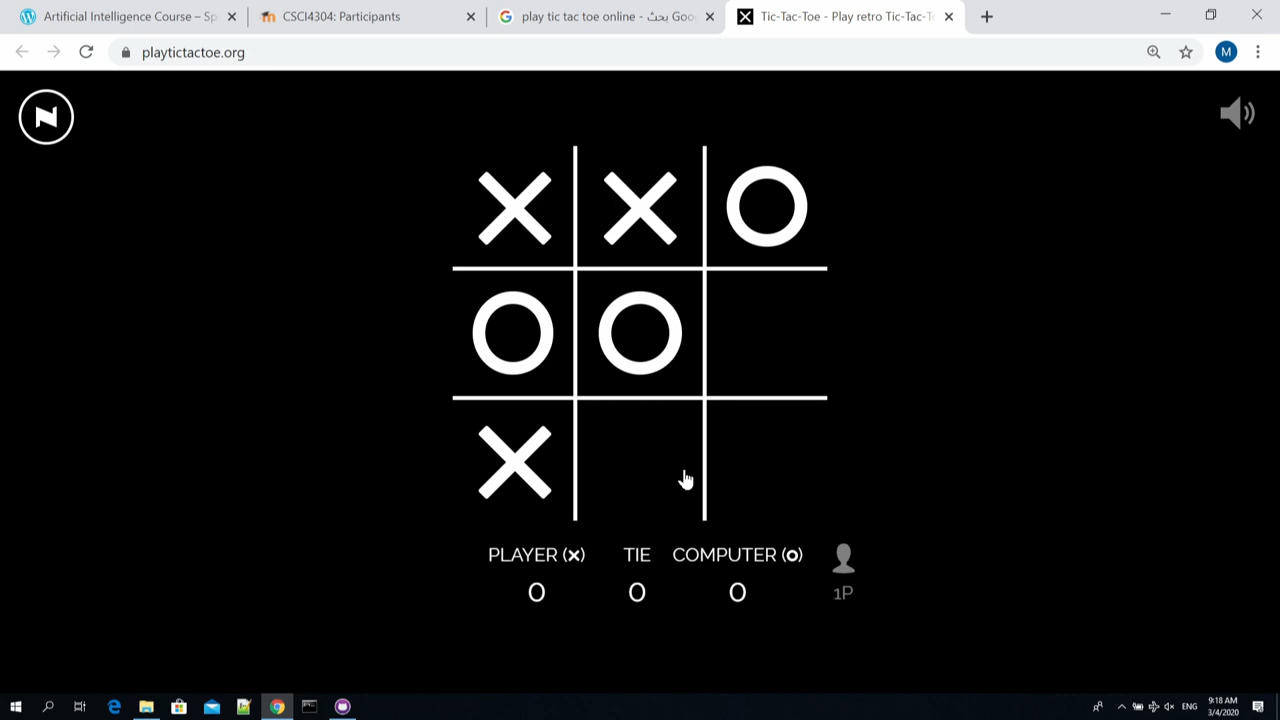 Artificial Intelligence Course – Sp
CSCN304: Participants
play tic tac toe online - بحث Goo
Tic-Tac-Toe - Play retro Tic-Tac-T
playtictactoe.org
M
N
X X O
O O
X
PLAYER (×) TIE COMPUTER (o)
0 0 0
1P
ENG
9:18 AM
3/4/2020